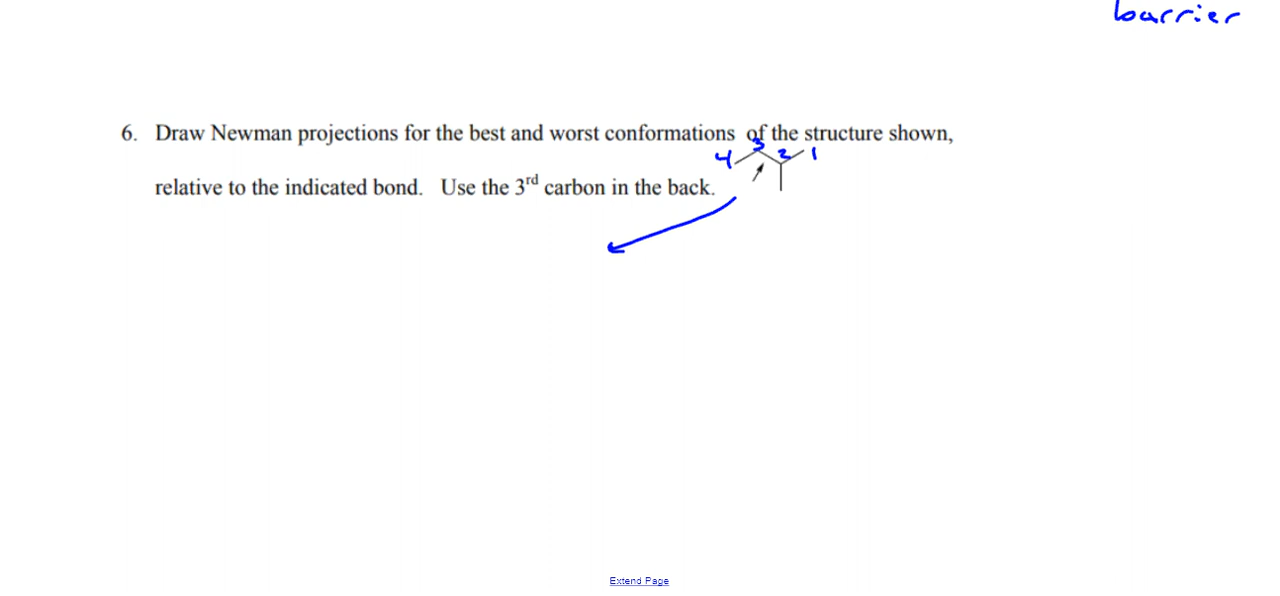 barrier
6. Draw Newman projections for the best and worst conformations of the structure shown,
3
4 2 1
relative to the indicated bond. Use the 3rd carbon in the back.
Extend Page